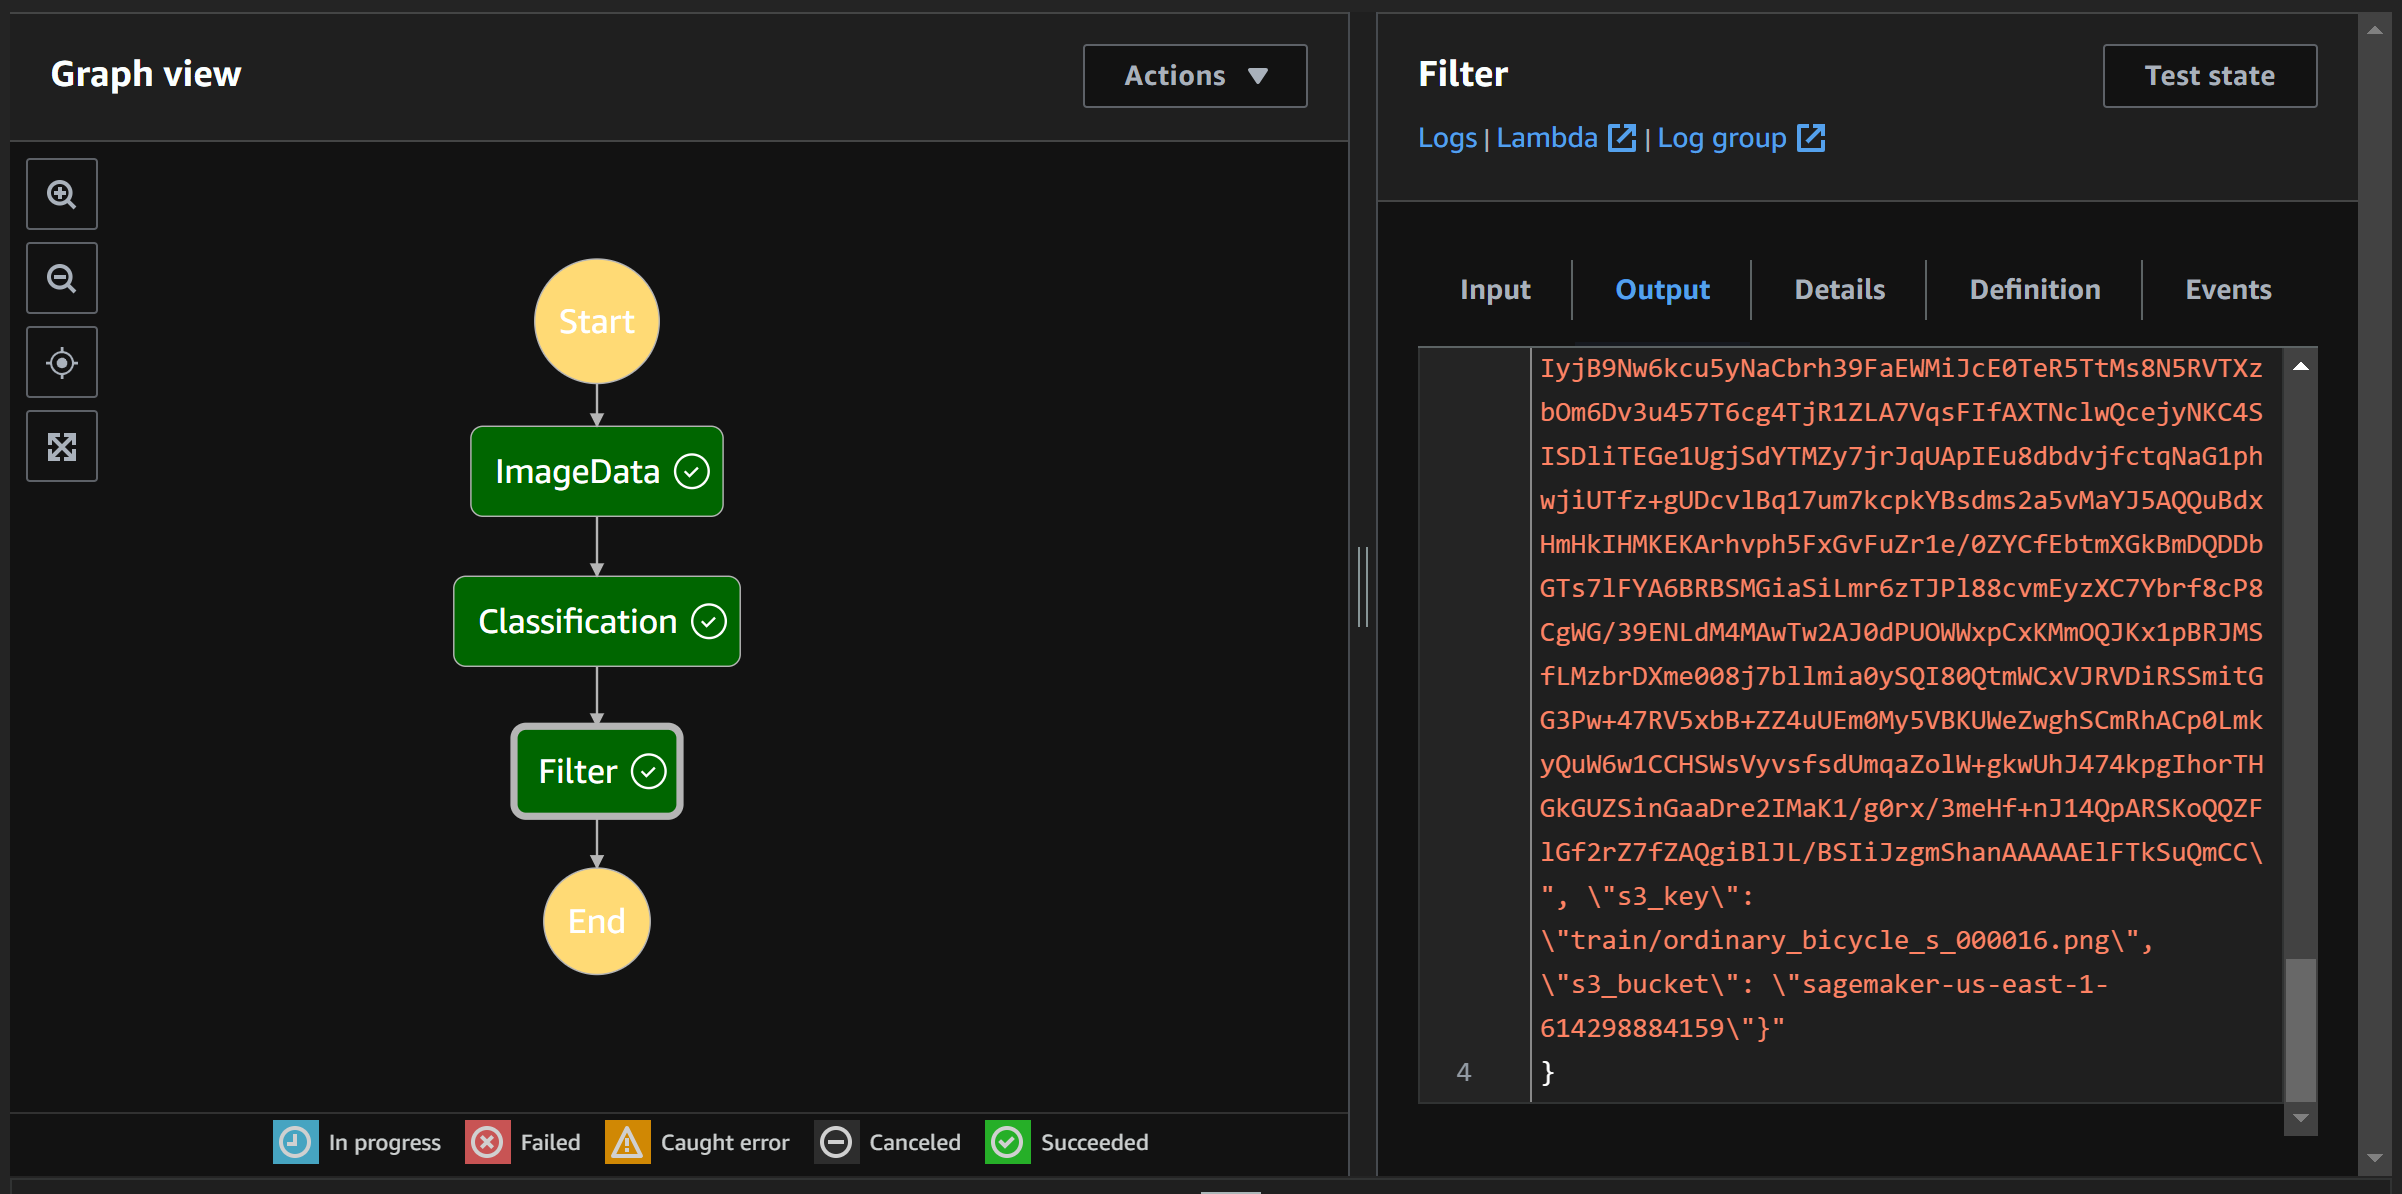 Graph view
Actions
Start
ImageData
Classification
Filter
End
In progress
Failed
Caught error
Canceled
Succeeded
Filter
Test state
Logs | Lambda | Log group
Input
Output
Details
Definition
Events
IyjB9Nw6kcu5yNaCbrh39FaEWMiJcE0TeR5TtMs8N5RVTXz
bOm6Dv3u457T6cg4TjR1ZLA7VqsFIfAXTNclwQcejyNKC4S
ISDliTEGe1UgjSdYTMZy7jrJqUApIEu8dbdvjfctqNaG1ph
wjiUTfz+gUDcvlBq17um7kcpkYBsdms2a5vMaYJ5AQQuBdx
HmHkIHMKEKArhvph5FxGvFuZr1e/0ZYCfEbtmXGkBmDQDDb
GTs7lFYA6BRBSMGiaSiLmr6zTJPl88cvmEyzXC7Ybrf8cP8
CgWG/39ENLdM4MAwTw2AJ0dPUOWWxpCxKMmOQJKx1pBRJMS
fLMzbrDXme008j7bllmia0ySQI80QtmWCxVJRVDiRSSmitG
G3Pw+47RV5xbB+ZZ4uUEm0My5VBKUWeZwghSCmRhACp0Lmk
yQuW6w1CCHSWsVyvsfsdUmqaZolW+gkwUhJ474kpgIhorTH
GkGUZSinGaaDre2IMaK1/g0rx/3meHf+nJ14QpARSKoQQZF
lGf2rZ7fZAQgiBlJL/BSIiJzgmShanAAAAAElFTkSuQmCC\
", \"s3_key\":
\"train/ordinary_bicycle_s_000016.png\",
\"s3_bucket\": \"sagemaker-us-east-1-
614298884159\"}"
4 }